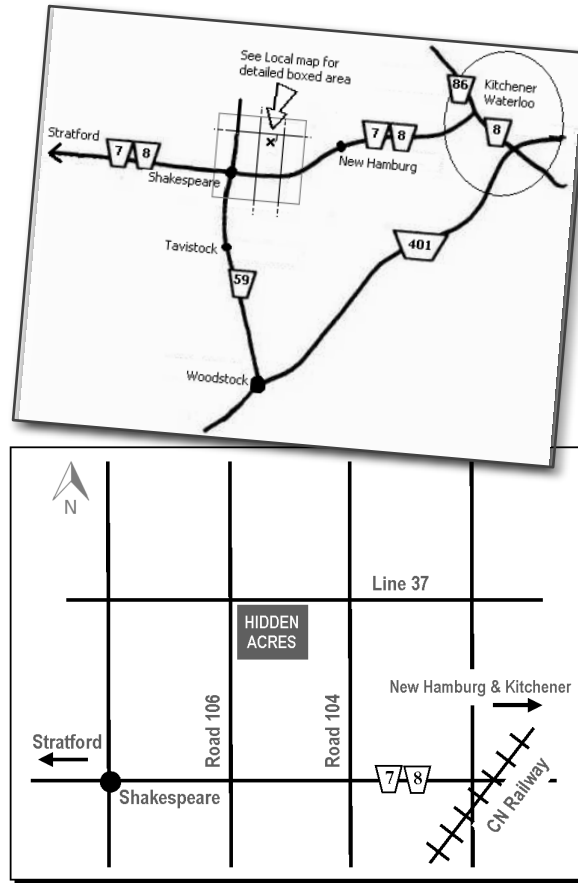 See Local map for
detailed boxed area
Kitchener
Waterloo
86
8
Stratford
7 8
Shakespeare
7 8
New Hamburg
Tavistock
401
59
Woodstock
N
Line 37
HIDDEN
ACRES
New Hamburg & Kitchener
Road 106
Road 104
Stratford
Shakespeare
7 8
CN Railway